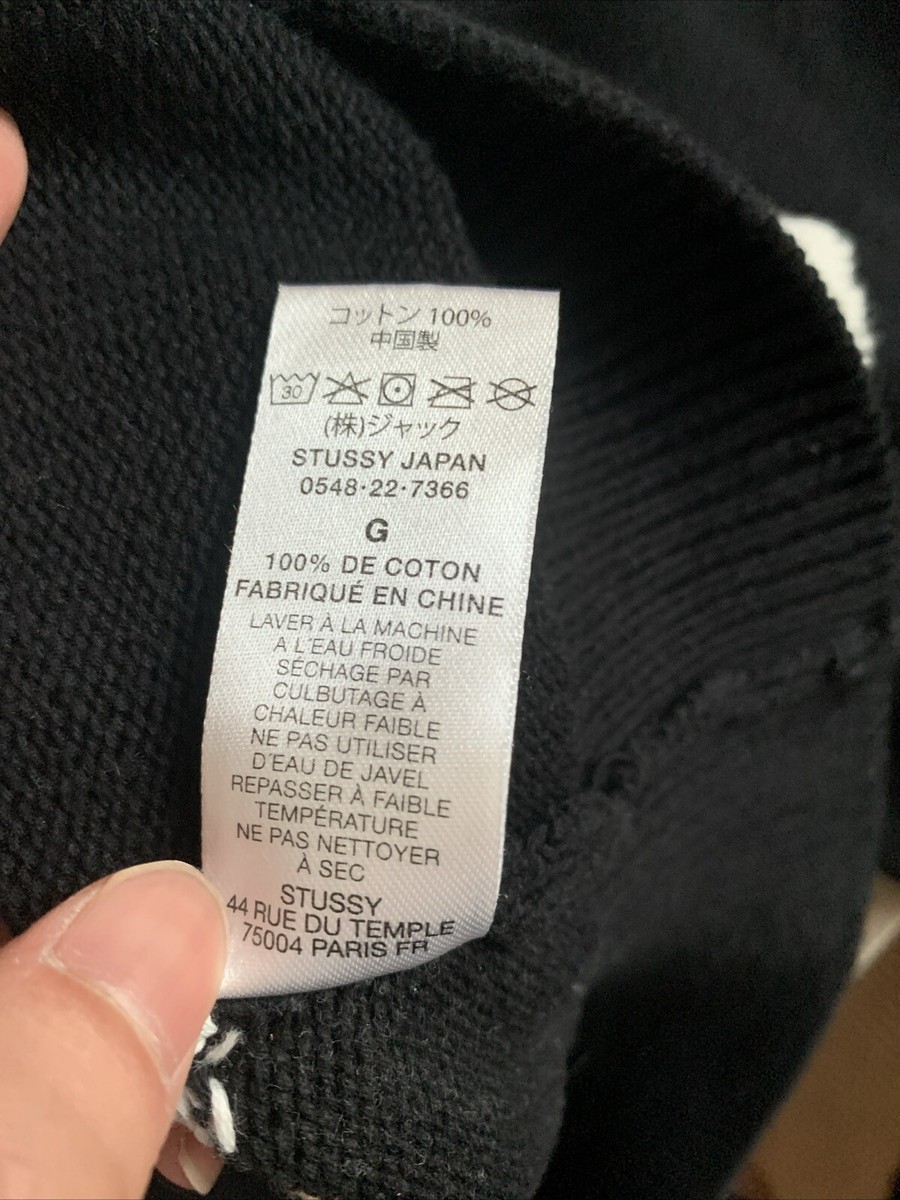 コットン 100%
中国製
30
(株)ジャック
STUSSY JAPAN
0548·22·7366
G
100% DE COTON
FABRIQUÉ EN CHINE
LAVER À LA MACHINE
A L'EAU FROIDE
SÉCHAGE PAR
CULBUTAGE À
CHALEUR FAIBLE
NE PAS UTILISER
D'EAU DE JAVEL
REPASSER À FAIBLE
TEMPÉRATURE
NE PAS NETTOYER
À SEC
STUSSY
44 RUE DU TEMPLE
75004 PARIS FR